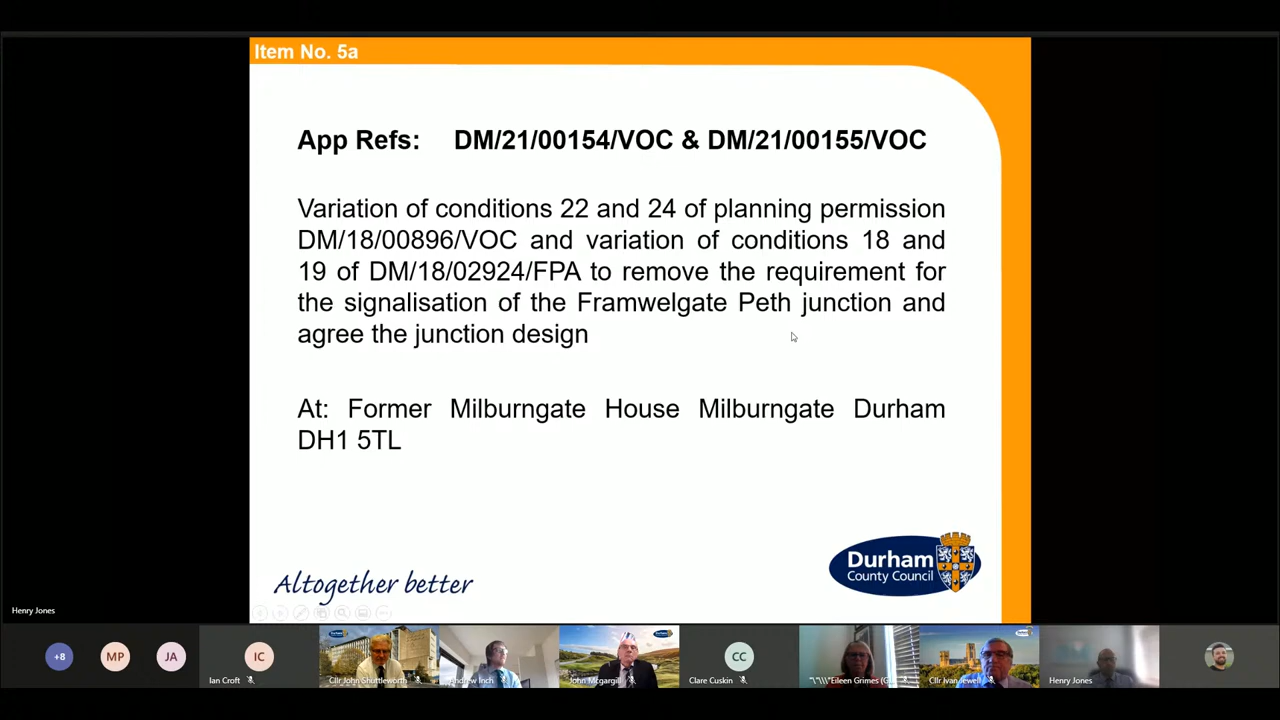 Item No. 5a
App Refs: DM/21/00154/VOC & DM/21/00155/VOC
Variation of conditions 22 and 24 of planning permission
DM/18/00896/VOC and variation of conditions 18 and
19 of DM/18/02924/FPA to remove the requirement for
the signalisation of the Framwelgate Peth junction and
agree the junction design
At: Former Milburngate House Milburngate Durham
DH1 5TL
Altogether better
Durham
County Council
Henry Jones
+8
MP
JA
IC
Ian Croft
Cllr John Shuttleworth
Andrew Inch
John Mcgargill
CC
Clare Cuskin
"\"\\\"Eileen Grimes (G
Cllr Ivan Jewell
Henry Jones